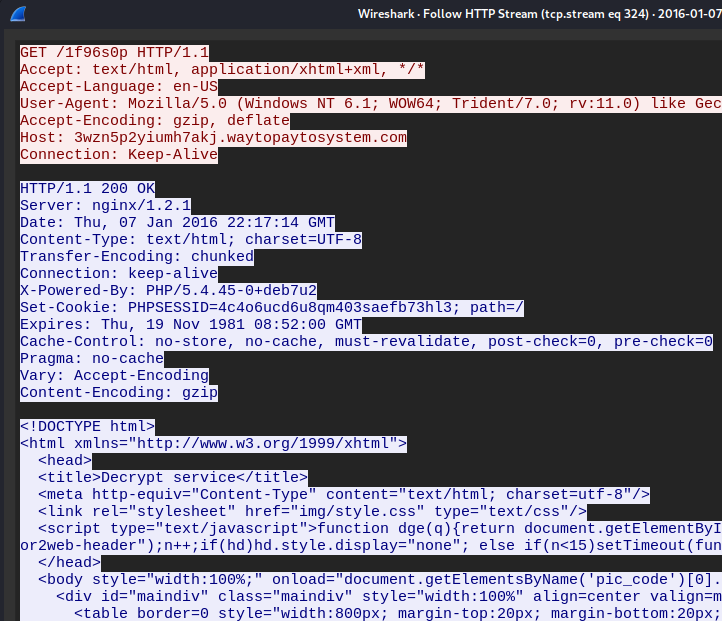 Wireshark · Follow HTTP Stream (tcp.stream eq 324) · 2016-01-07
GET /1f96s0p HTTP/1.1
Accept: text/html, application/xhtml+xml, */*
Accept-Language: en-US
User-Agent: Mozilla/5.0 (Windows NT 6.1; WOW64; Trident/7.0; rv:11.0) like Gec
Accept-Encoding: gzip, deflate
Host: 3wzn5p2yiumh7akj.waytopaytosystem.com
Connection: Keep-Alive
HTTP/1.1 200 OK
Server: nginx/1.2.1
Date: Thu, 07 Jan 2016 22:17:14 GMT
Content-Type: text/html; charset=UTF-8
Transfer-Encoding: chunked
Connection: keep-alive
X-Powered-By: PHP/5.4.45-0+deb7u2
Set-Cookie: PHPSESSID=4c4o6ucd6u8qm403saefb73hl3; path=/
Expires: Thu, 19 Nov 1981 08:52:00 GMT
Cache-Control: no-store, no-cache, must-revalidate, post-check=0, pre-check=0
Pragma: no-cache
Vary: Accept-Encoding
Content-Encoding: gzip
<!DOCTYPE html>
<html xmlns="http://www.w3.org/1999/xhtml">
<head>
<title>Decrypt service</title>
<meta http-equiv="Content-Type" content="text/html; charset=utf-8"/>
<link rel="stylesheet" href="img/style.css" type="text/css"/>
<script type="text/javascript">function dge(q){return document.getElementByI
or2web-header");n++;if(hd)hd.style.display="none"; else if(n<15)setTimeout(fun
</head>
<body style="width:100%;" onload="document.getElementsByName('pic_code')[0].
<div id="maindiv" class="maindiv" style="width:100%" align=center valign=m
<table border=0 style="width:800px; margin-top:20px; margin-bottom:20px;